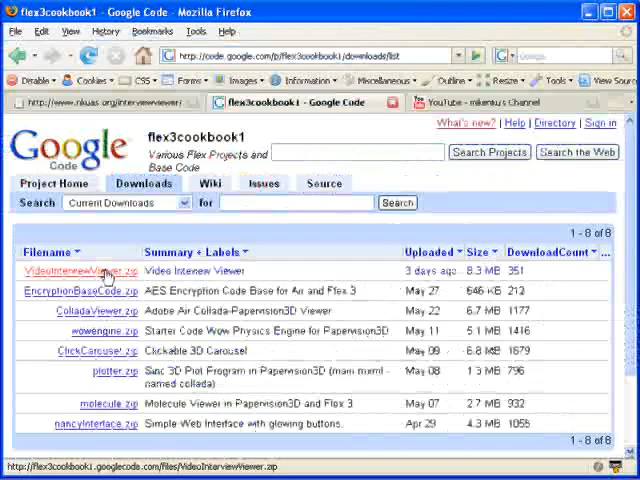 flex3cookbook1 - Google Code - Mozilla Firefox
File Edit View History Bookmarks Tools Help
http://code.google.com/p/flex3cookbook1/downloads/list Google
Disable Cookies CSS Forms Images Information Miscellaneous Outline Resize Tools View Source
http://www.nkuas.org/interviewviewer/ flex3cookbook1 - Google Code YouTube - mikenku's Channel
What's new? | Help | Directory | Sign in
Google Code
flex3cookbook1
Various Flex Projects and
Base Code
Search Projects Search the Web
Project Home Downloads Wiki Issues Source
Search Current Downloads for Search
1 - 8 of 8
Filename Summary + Labels Uploaded Size DownloadCount ...
VideoInterviewViewer.zip Video Interview Viewer 3 days ago 8.3 MB 351
EncryptionBaseCode.zip AES Encryption Code Base for Air and Flex 3 May 27 646 KB 212
ColladaViewer.zip Adobe Air Collada-Papervision3D Viewer May 22 6.7 MB 1177
wowengine.zip Starter Code Wow Physics Engine for Papervision3D May 11 5.1 MB 1416
ClickCarousel.zip Clickable 3D Carousel May 09 6.8 MB 1679
plotter.zip Sinc 3D Plot Program in Papervision3D (main mxml - May 08 1.3 MB 796
named collada)
molecule.zip Molecule Viewer in Papervision3D and Flex 3 May 07 2.7 MB 932
nancyInterface.zip Simple Web Interface with glowing buttons. Apr 29 4.3 MB 1055
1 - 8 of 8
http://flex3cookbook1.googlecode.com/files/VideoInterviewViewer.zip